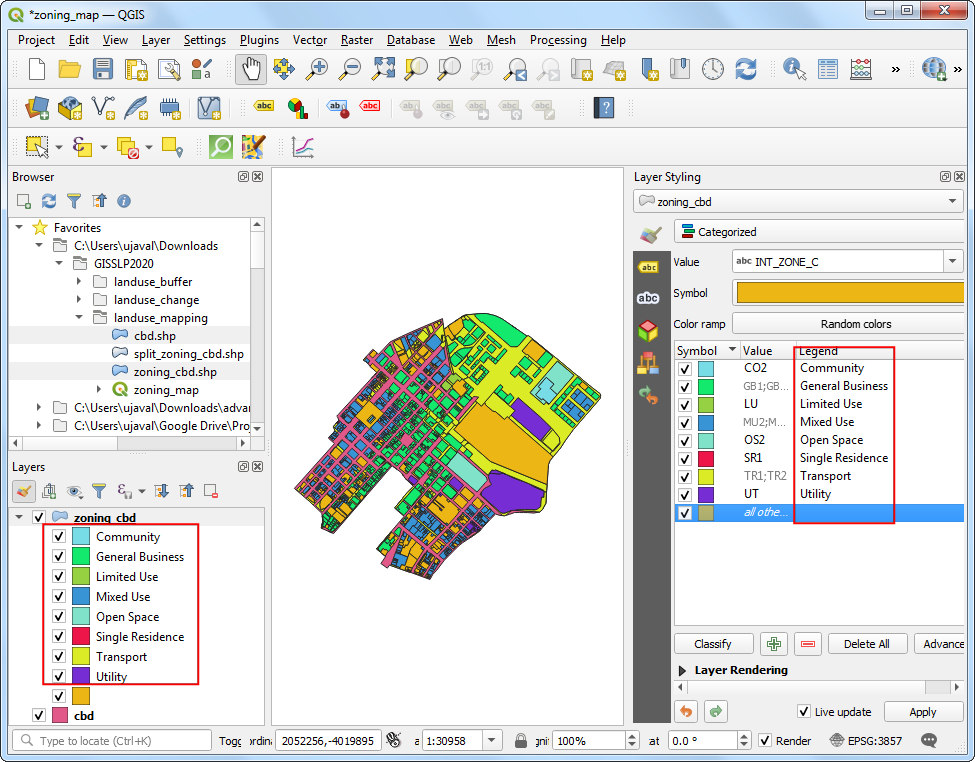 *zoning_map — QGIS
Project Edit View Layer Settings Plugins Vector Raster Database Web Mesh Processing Help
Browser
Favorites
C:\Users\ujaval\Downloads
GISSLP2020
landuse_buffer
landuse_change
landuse_mapping
cbd.shp
split_zoning_cbd.shp
zoning_cbd.shp
zoning_map
C:\Users\ujaval\Downloads\advan
C:\Users\ujaval\Google Drive\Proj
Layers
zoning_cbd
Community
General Business
Limited Use
Mixed Use
Open Space
Single Residence
Transport
Utility
cbd
Layer Styling
zoning_cbd
Categorized
Value abc INT_ZONE_C
Symbol
Color ramp Random colors
Symbol Value Legend
CO2 Community
GB1;GB... General Business
LU Limited Use
MU2;M... Mixed Use
OS2 Open Space
SR1 Single Residence
TR1;TR2 Transport
UT Utility
all othe...
Classify Delete All Advance
Layer Rendering
Live update Apply
Type to locate (Ctrl+K) Togg ordin 2052256,-4019895 1:30958 gni 100% at 0.0 ° Render EPSG:3857